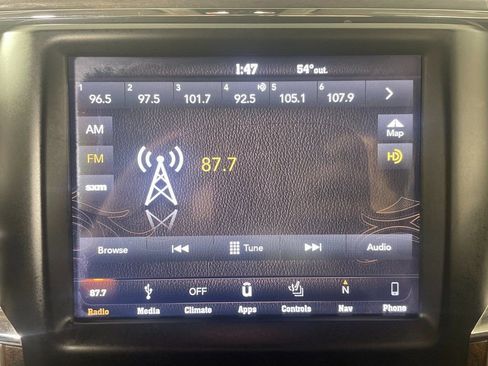 1:47 54° out.
1 2 3 4 HD 5 6
96.5 97.5 101.7 92.5 105.1 107.9
AM
Map
FM 87.7 HD
sxm
Browse Tune Audio
87.7 OFF ū N
Radio Media Climate Apps Controls Nav Phone